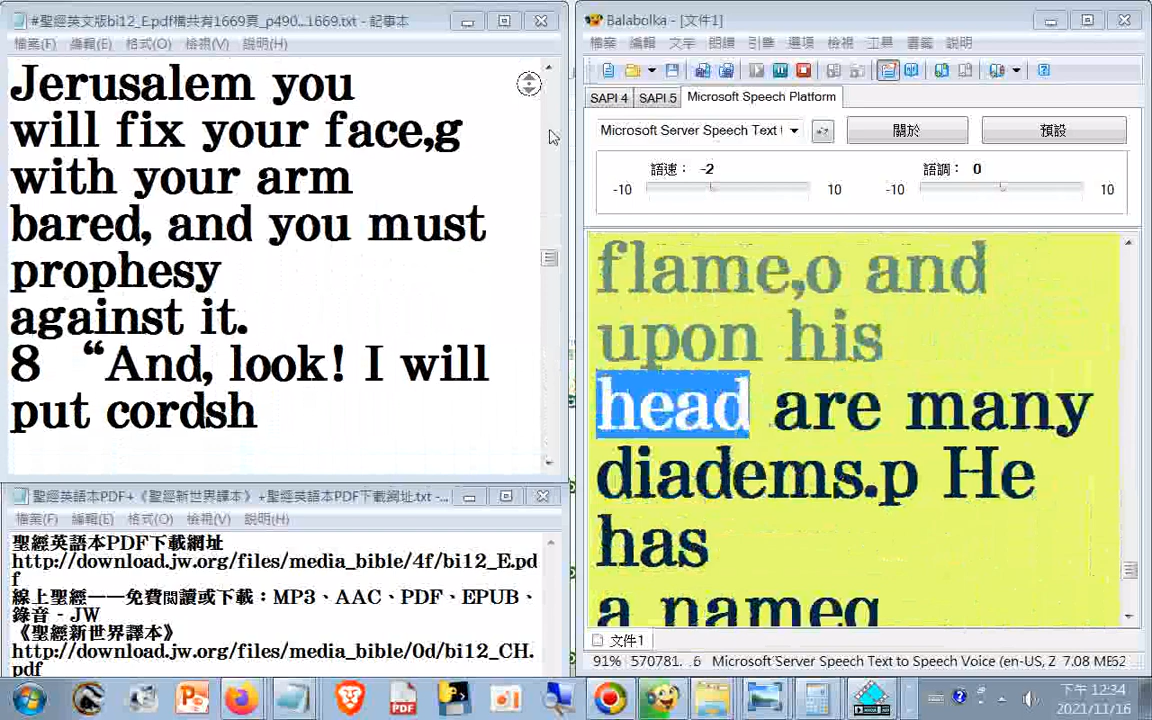 #聖經英文版bi12_E.pdf橫共有1669頁_p490...1669.txt - 記事本
檔案(F) 編輯(E) 格式(O) 檢視(V) 說明(H)
Jerusalem you
will fix your face,g
with your arm
bared, and you must
prophesy
against it.
8 “And, look! I will
put cordsh
聖經英語本PDF+《聖經新世界譯本》+聖經英語本PDF下載網址.txt - ...
檔案(F) 編輯(E) 格式(O) 檢視(V) 說明(H)
聖經英語本PDF下載網址
http://download.jw.org/files/media_bible/4f/bi12_E.pd
f
線上聖經——免費閱讀或下載：MP3、AAC、PDF、EPUB、
錄音 - JW
《聖經新世界譯本》
http://download.jw.org/files/media_bible/0d/bi12_CH.
pdf
Balabolka - [文件1]
檔案 編輯 文字 朗讀 引擎 選項 檢視 工具 書籤 說明
SAPI 4 SAPI 5 Microsoft Speech Platform
Microsoft Server Speech Text 關於 預設
語速： -2 語調： 0
-10 10 -10 10
flame,o and
upon his
head are many
diadems.p He
has
a nameq
文件1
91% 570781. Microsoft Server Speech Text to Speech Voice (en-US, Z 7.08 ME
PDF
下午 12:34
2021/11/16